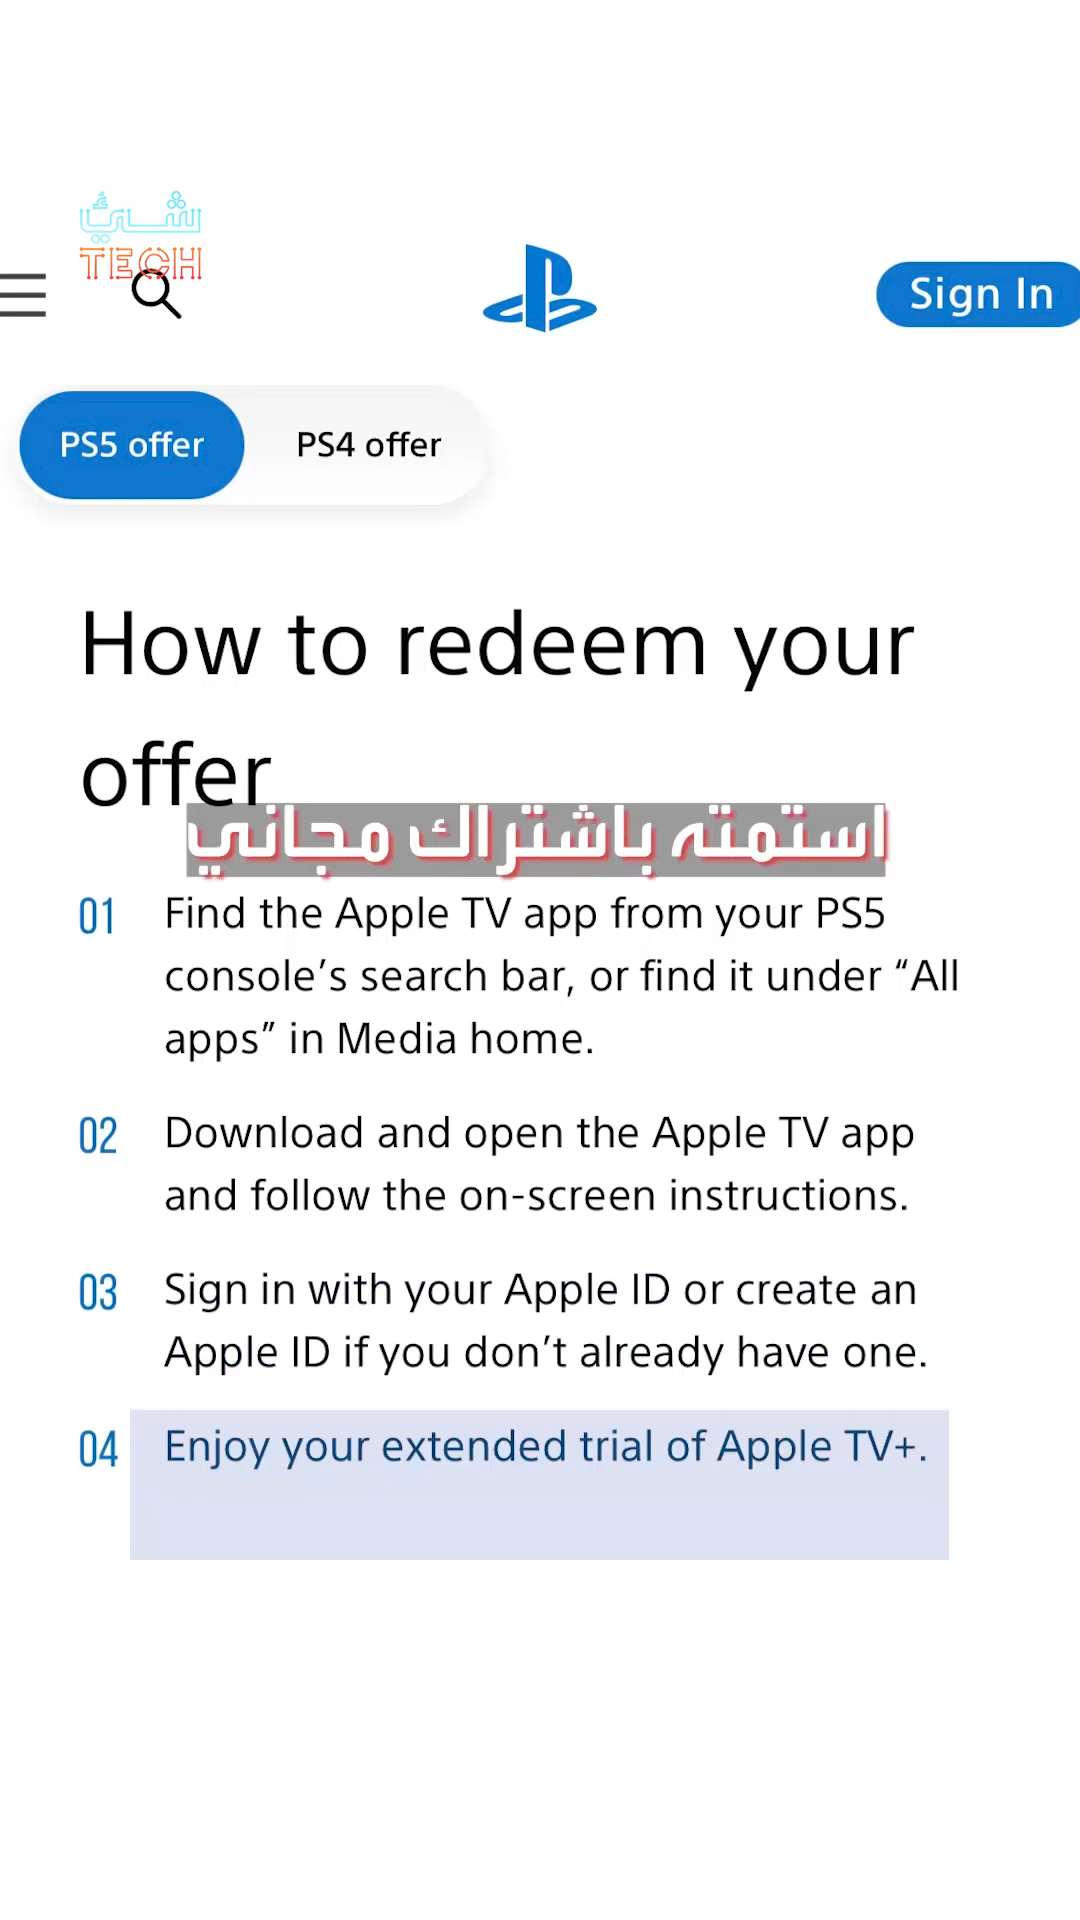 شيء
TECH
Sign In
PS5 offer
PS4 offer
How to redeem your
offer
استمته باشتراك مجاني
01 Find the Apple TV app from your PS5
console’s search bar, or find it under “All
apps” in Media home.
02 Download and open the Apple TV app
and follow the on-screen instructions.
03 Sign in with your Apple ID or create an
Apple ID if you don’t already have one.
04 Enjoy your extended trial of Apple TV+.